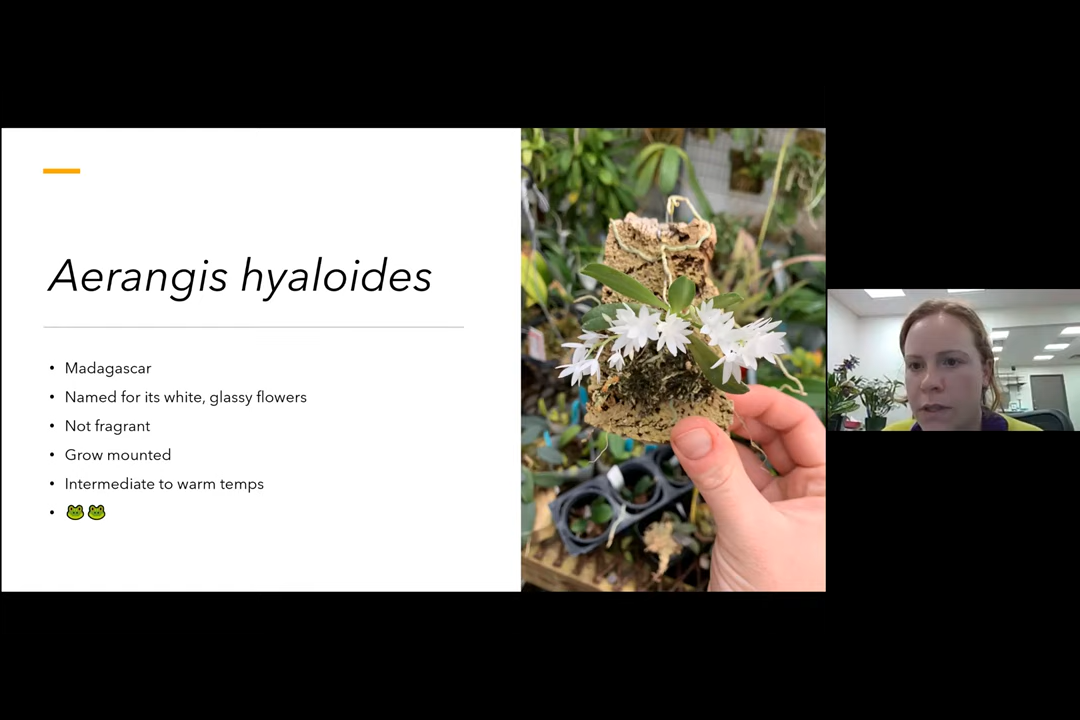 Aerangis hyaloides
• Madagascar
• Named for its white, glassy flowers
• Not fragrant
• Grow mounted
• Intermediate to warm temps
• 🐸🐸